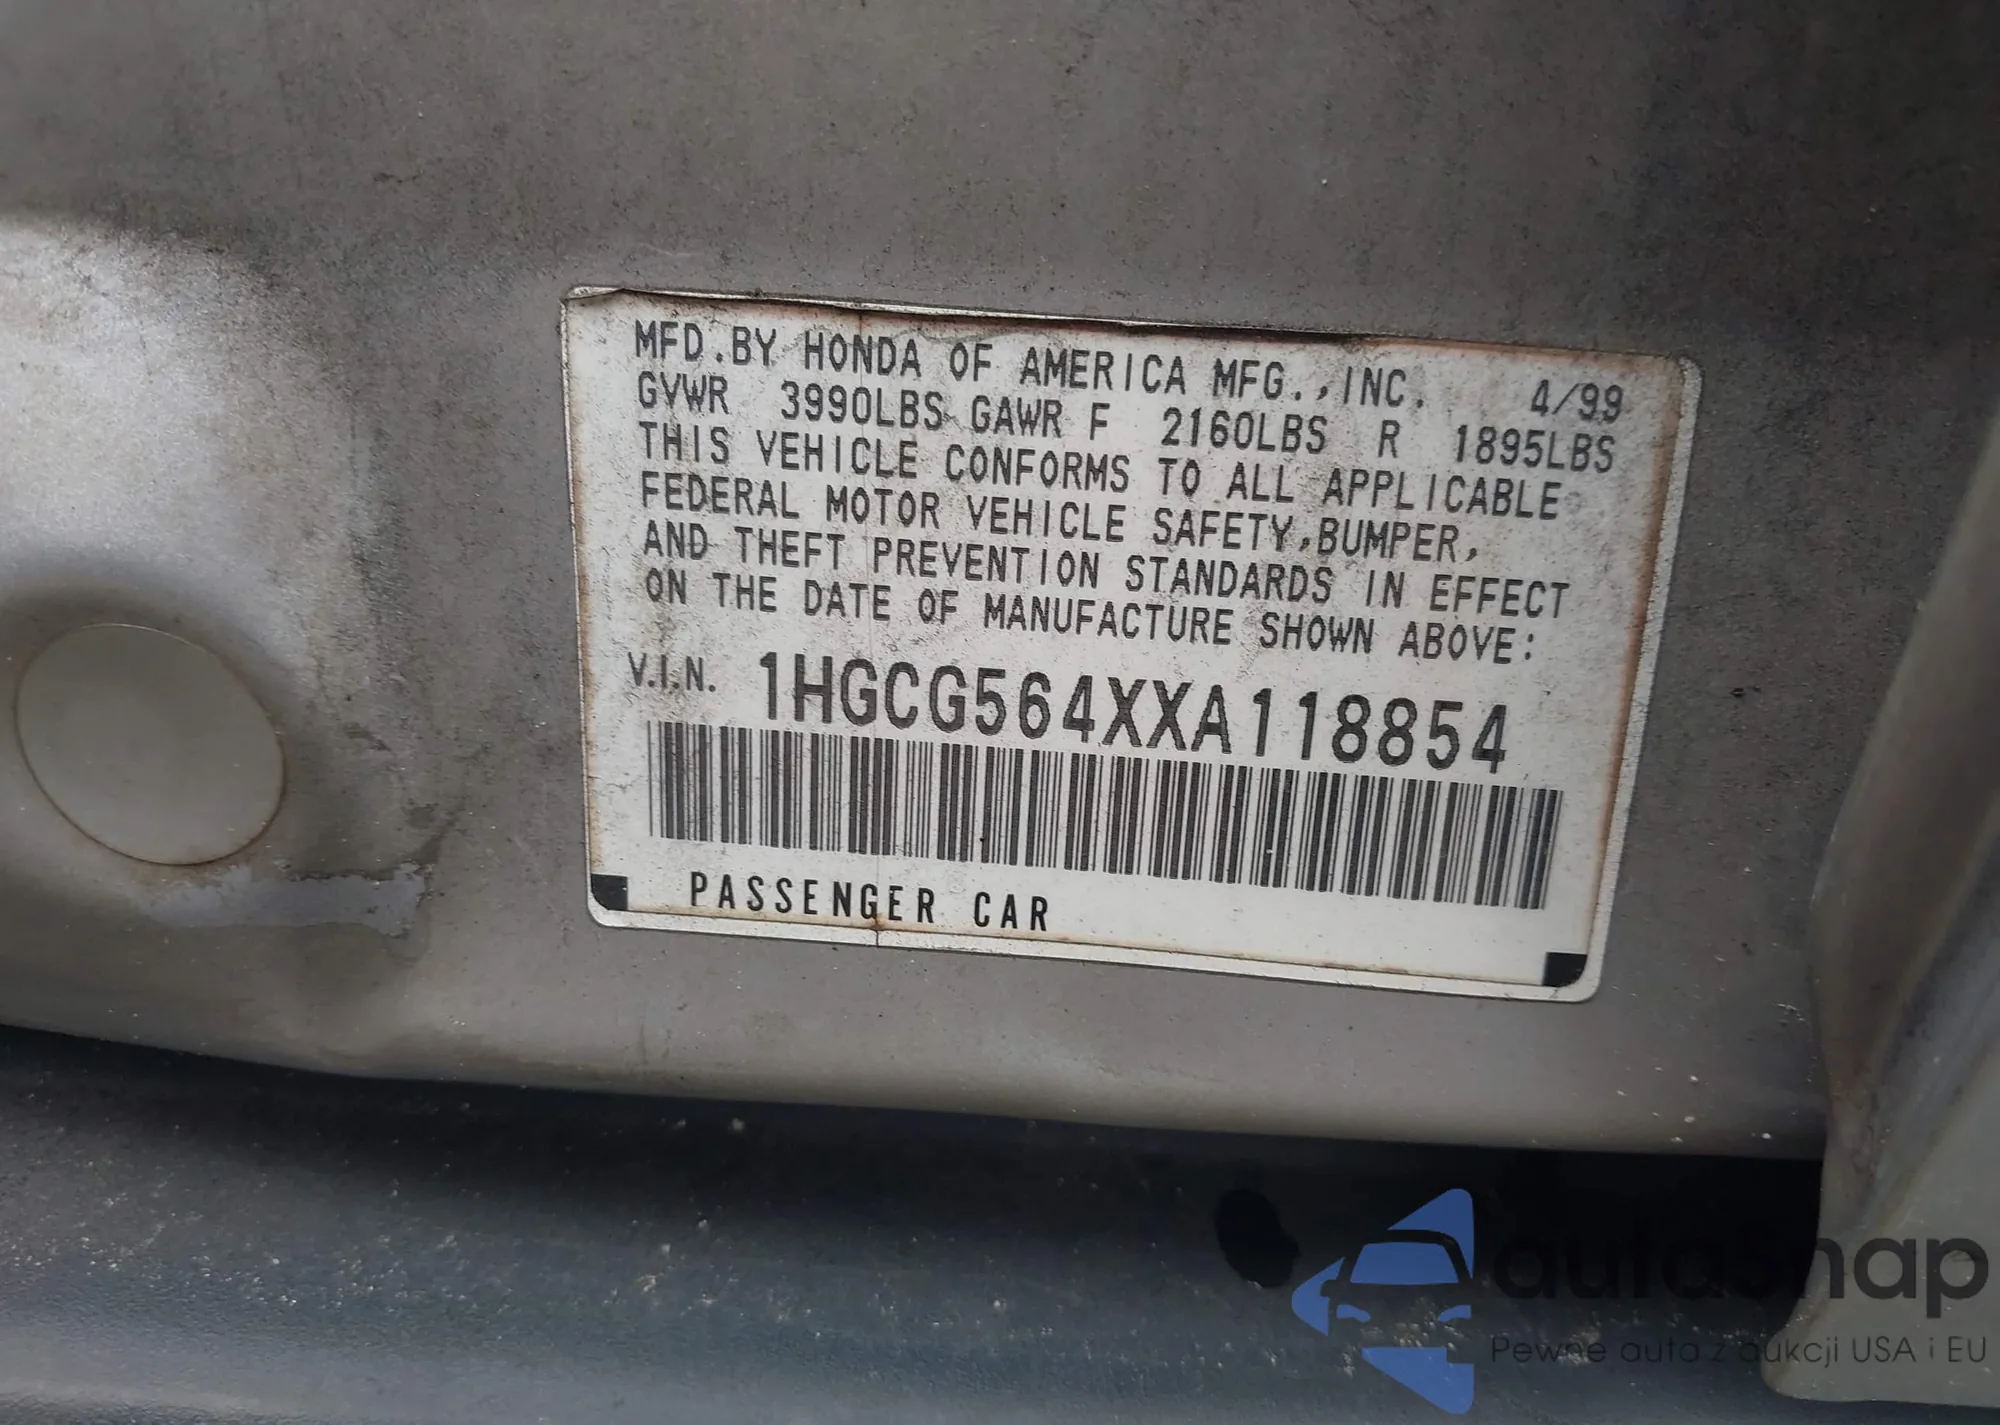 MFD.BY HONDA OF AMERICA MFG.,INC. 4/99
GVWR 3990LBS GAWR F 2160LBS R 1895LBS
THIS VEHICLE CONFORMS TO ALL APPLICABLE
FEDERAL MOTOR VEHICLE SAFETY,BUMPER,
AND THEFT PREVENTION STANDARDS IN EFFECT
ON THE DATE OF MANUFACTURE SHOWN ABOVE:
V.I.N. 1HGCG564XXA118854
PASSENGER CAR
autasnap
Pewne auta z aukcji USA i EU